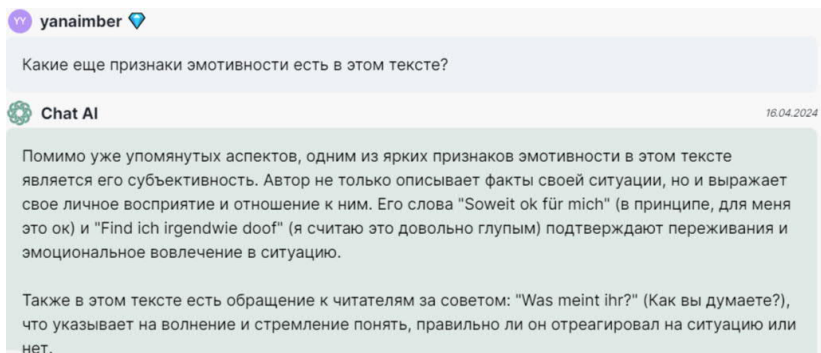 YY yanaimber
Какие еще признаки эмотивности есть в этом тексте?
Chat AI 16.04.2024
Помимо уже упомянутых аспектов, одним из ярких признаков эмотивности в этом тексте
является его субъективность. Автор не только описывает факты своей ситуации, но и выражает
свое личное восприятие и отношение к ним. Его слова "Soweit ok für mich" (в принципе, для меня
это ок) и "Find ich irgendwie doof" (я считаю это довольно глупым) подтверждают переживания и
эмоциональное вовлечение в ситуацию.
Также в этом тексте есть обращение к читателям за советом: "Was meint ihr?" (Как вы думаете?),
что указывает на волнение и стремление понять, правильно ли он отреагировал на ситуацию или
нет.